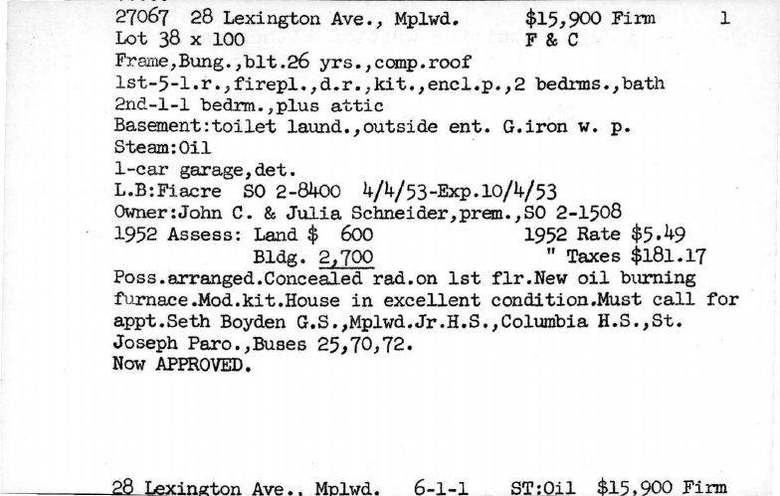 27067 28 Lexington Ave., Mplwd. $15,900 Firm 1
Lot 38 x 100 F & C
Frame,Bung.,blt.26 yrs.,comp.roof
1st-5-l.r.,firepl.,d.r.,kit.,encl.p.,2 bedrms.,bath
2nd-1-1 bedrm.,plus attic
Basement:toilet laund.,outside ent. G.iron w. p.
Steam:Oil
1-car garage,det.
L.B:Fiacre SO 2-8400 4/4/53-Exp.10/4/53
Owner:John C. & Julia Schneider,prem.,SO 2-1508
1952 Assess: Land $ 600 1952 Rate $5.49
Bldg. 2,700 " Taxes $181.17
Poss.arranged.Concealed rad.on 1st flr.New oil burning
furnace.Mod.kit.House in excellent condition.Must call for
appt.Seth Boyden G.S.,Mplwd.Jr.H.S.,Columbia H.S.,St.
Joseph Paro.,Buses 25,70,72.
Now APPROVED.
28 Lexington Ave., Mplwd. 6-1-1 ST:Oil $15,900 Firm